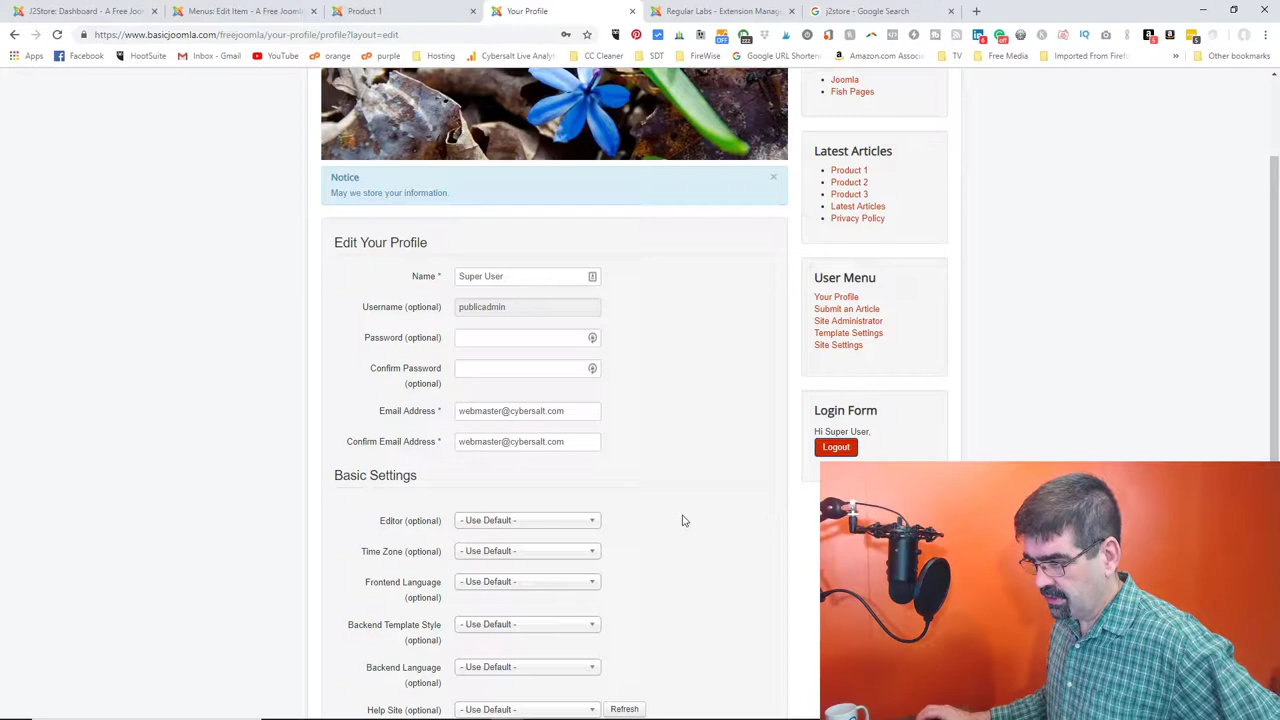 J2Store: Dashboard - A Free Joo
Menus: Edit Item - A Free Joomla
Product 1
Your Profile
Regular Labs - Extension Manage
j2store - Google Search
https://www.basicjoomla.com/freejoomla/your-profile/profile?layout=edit
Apps
FacebSsk
HootSuite
Inbox - Gmail
YouTube
orange
purple
Hosting
Cybersalt Live Analyt
CC Cleaner
SDT
FireWise
Google URL Shorten
Amazon.com Associ
TV
Free Media
Imported From Firef
»
Other bookmarks
Joomla
Fish Pages
Latest Articles
Product 1
Product 2
Product 3
Latest Articles
Privacy Policy
Notice
May we store your information.
Edit Your Profile
Name * Super User
Username (optional) publicadmin
Password (optional)
Confirm Password
(optional)
Email Address * webmaster@cybersalt.com
Confirm Email Address * webmaster@cybersalt.com
Basic Settings
Editor (optional) - Use Default -
Time Zone (optional) - Use Default -
Frontend Language - Use Default -
(optional)
Backend Template Style - Use Default -
(optional)
Backend Language - Use Default -
(optional)
Help Site (optional) - Use Default - Refresh
User Menu
Your Profile
Submit an Article
Site Administrator
Template Settings
Site Settings
Login Form
Hi Super User,
Logout